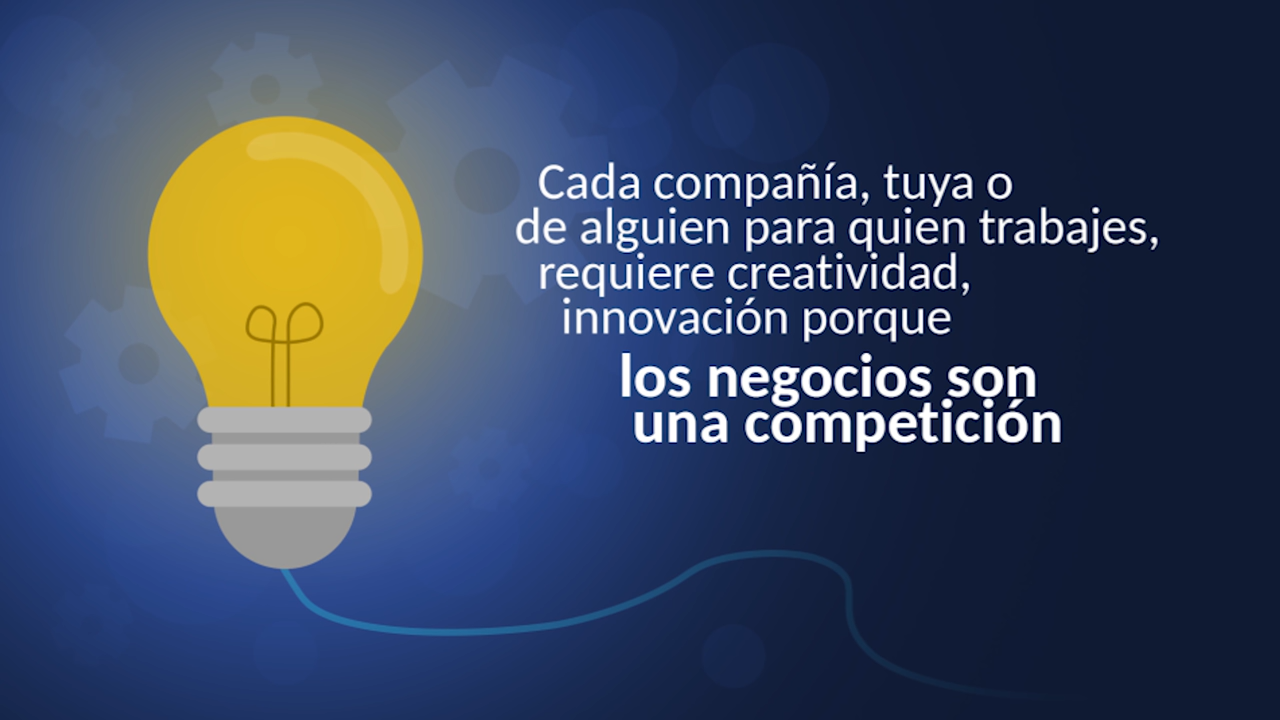 Cada compañía, tuya o
de alguien para quien trabajes,
requiere creatividad,
innovación porque
los negocios son
una competición